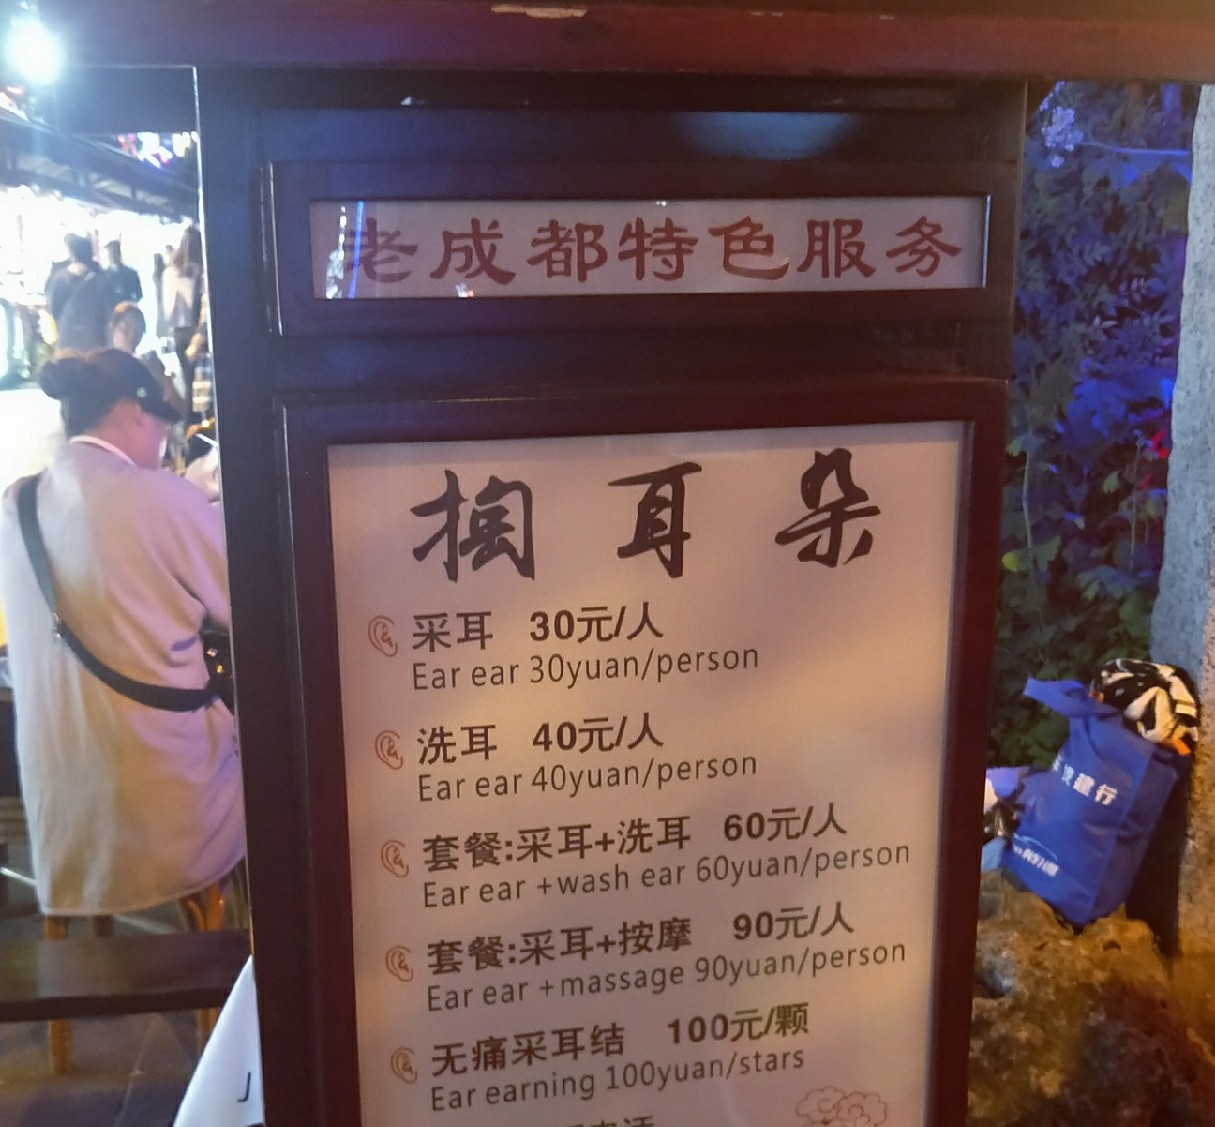 老成都特色服务
掏耳朵
采耳 30元/人
Ear ear 30yuan/person
洗耳 40元/人
Ear ear 40yuan/person
套餐:采耳+洗耳 60元/人
Ear ear +wash ear 60yuan/person
套餐:采耳+按摩 90元/人
Ear ear +massage 90yuan/person
无痛采耳结 100元/颗
Ear earning 100yuan/stars
建行